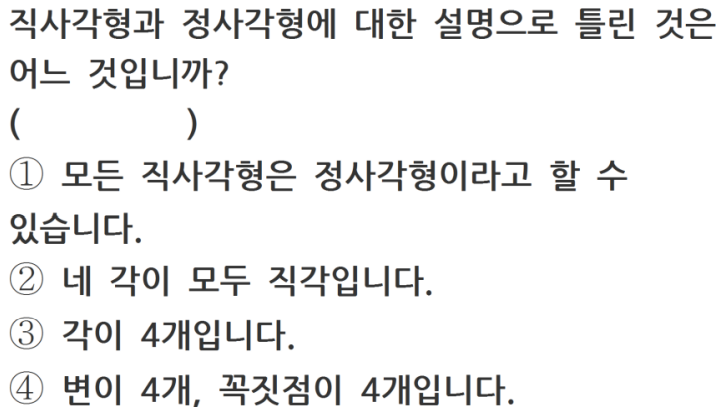 직사각형과 정사각형에 대한 설명으로 틀린 것은
어느 것입니까?
(          )
① 모든 직사각형은 정사각형이라고 할 수
있습니다.
② 네 각이 모두 직각입니다.
③ 각이 4개입니다.
④ 변이 4개, 꼭짓점이 4개입니다.